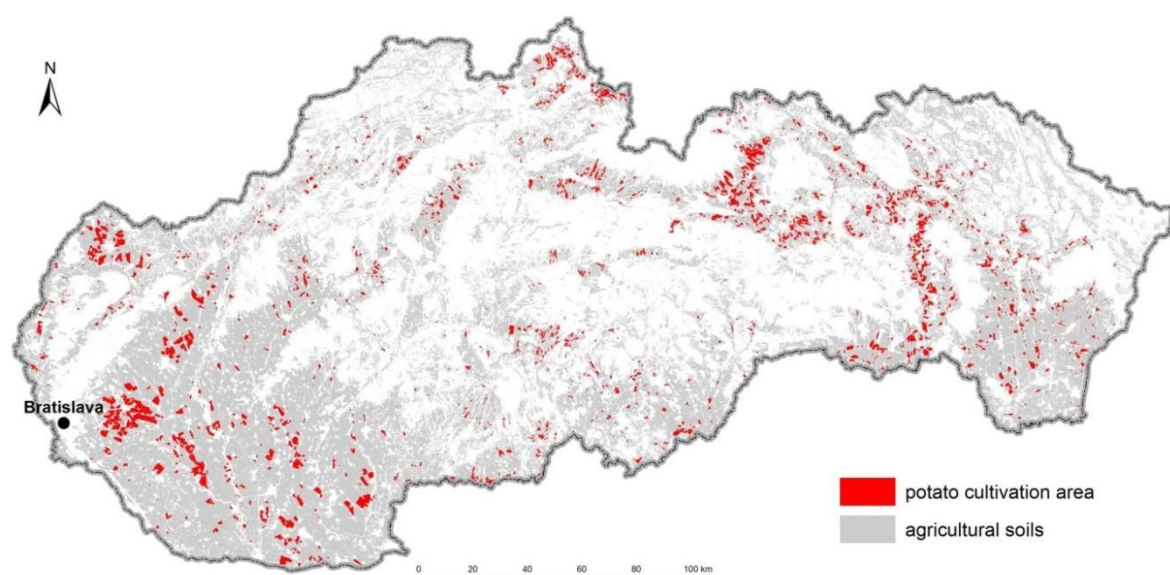 N
Bratislava
potato cultivation area
agricultural soils
0 20 40 60 80 100 km